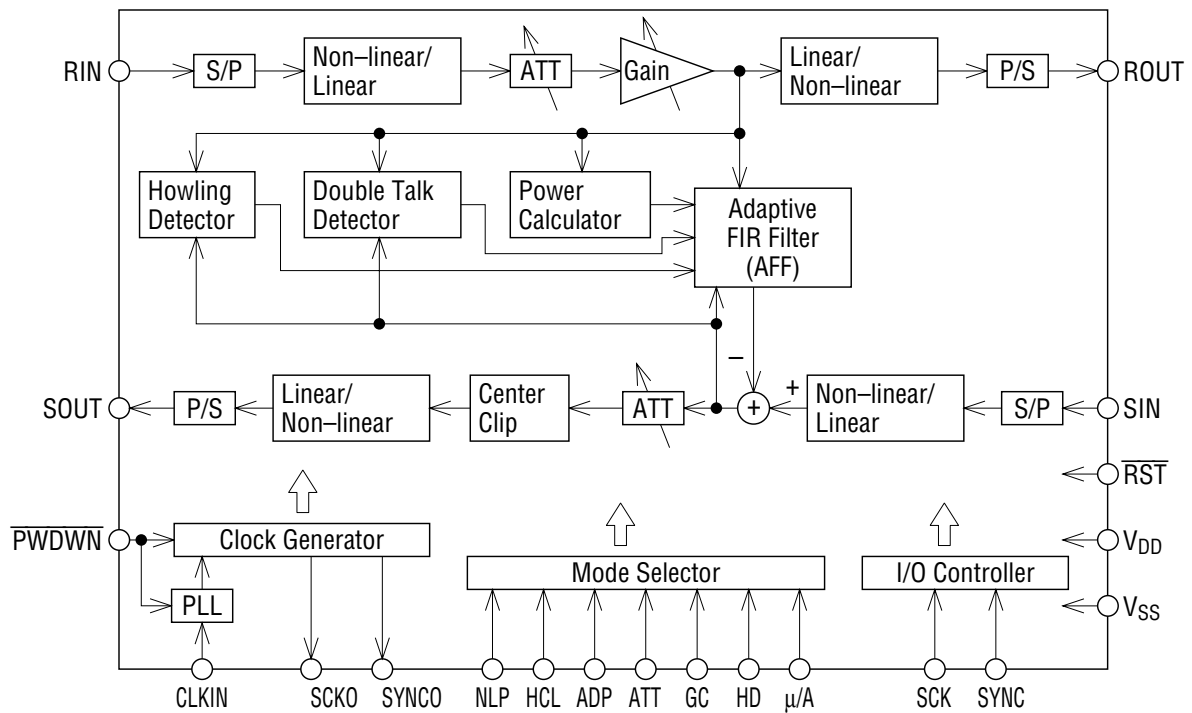 RIN
S/P
Non–linear/
Linear
ATT
Gain
Linear/
Non–linear
P/S
ROUT
Howling
Detector
Double Talk
Detector
Power
Calculator
Adaptive
FIR Filter
(AFF)
–
SOUT
P/S
Linear/
Non–linear
Center
Clip
ATT
+
+
Non–linear/
Linear
S/P
SIN
RST
PWDWN
Clock Generator
VDD
Mode Selector
I/O Controller
PLL
VSS
CLKIN
SCKO
SYNCO
NLP
HCL
ADP
ATT
GC
HD
μ/A
SCK
SYNC